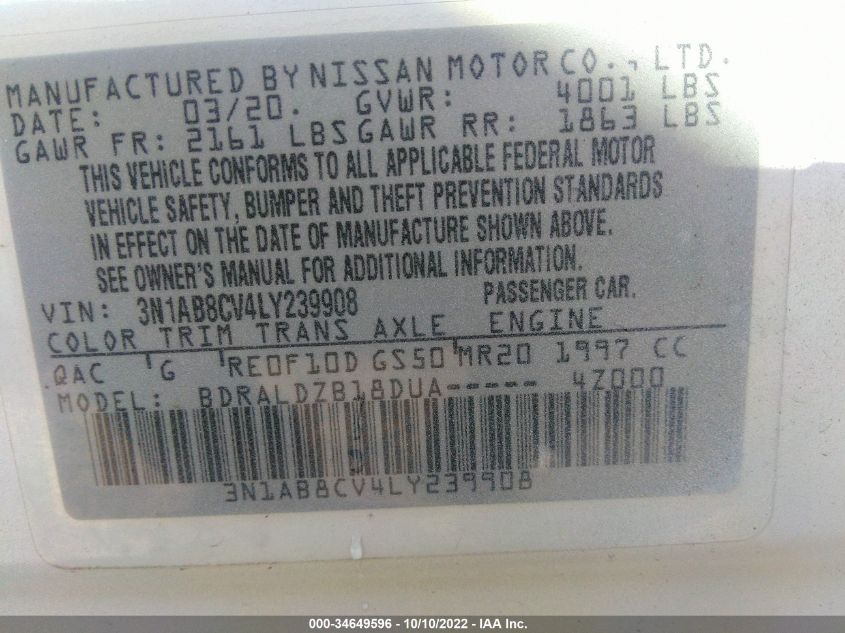 MANUFACTURED BY NISSAN MOTOR CO., LTD.
DATE: 03/20. GVWR: 4001 LBS
GAWR FR: 2161 LBS GAWR RR: 1863 LBS
THIS VEHICLE CONFORMS TO ALL APPLICABLE FEDERAL MOTOR
VEHICLE SAFETY, BUMPER AND THEFT PREVENTION STANDARDS
IN EFFECT ON THE DATE OF MANUFACTURE SHOWN ABOVE.
SEE OWNER'S MANUAL FOR ADDITIONAL INFORMATION.
VIN: 3N1AB8CV4LY239908 PASSENGER CAR.
COLOR TRIM TRANS AXLE ENGINE
QAC G RE0F10D GS50 MR20 1997 CC
MODEL: BDRALDZB18DUA----- 4Z000
3N1AB8CV4LY239908
000-34649596 - 10/10/2022 - IAA Inc.